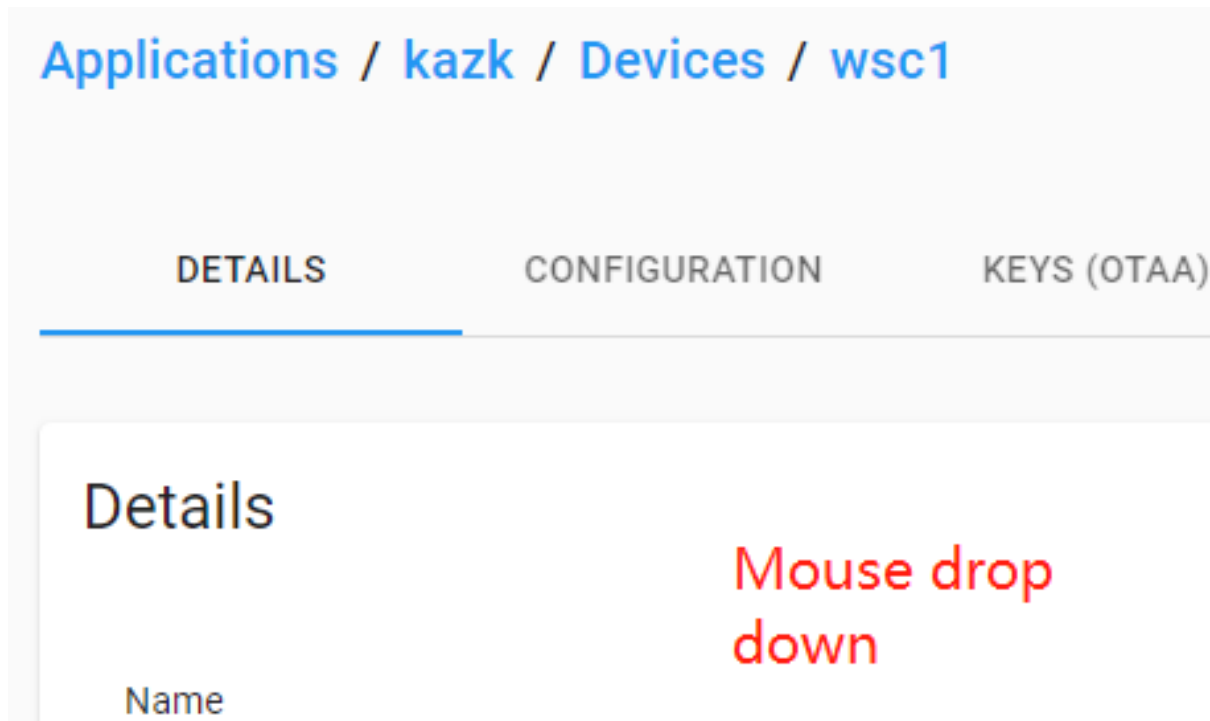 Applications / kazk / Devices / wsc1
DETAILS CONFIGURATION KEYS (OTAA)
Details
Mouse drop
down
Name